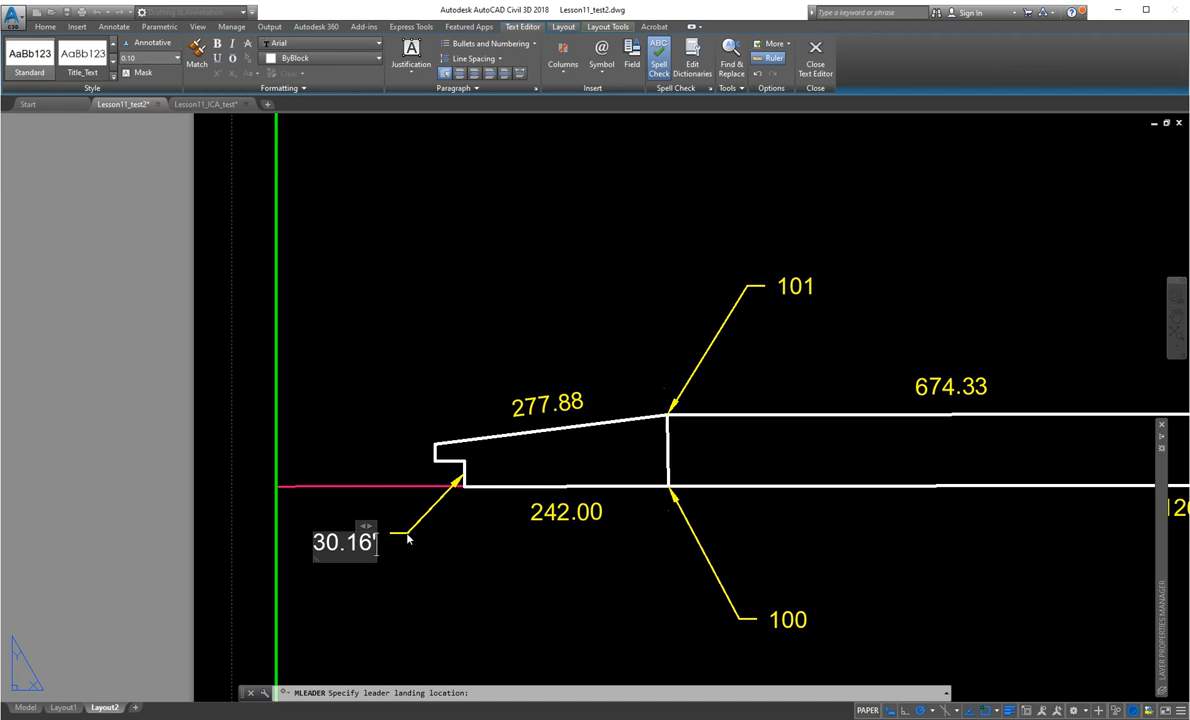 Autodesk AutoCAD Civil 3D 2018   Lesson11_test2.dwg
Type a keyword or phrase
Sign In
Home Insert Annotate Parametric View Manage Output Autodesk 360 Add-ins Express Tools Featured Apps Text Editor Layout Layout Tools Acrobat
C3D
AaBb123 AaBb123
Standard Title_Text
Annotative
0.10
Mask
Style
Match
B I
U O
Arial
ByBlock
Clear
Formatting
Justification
Bullets and Numbering
Line Spacing
Paragraph
Columns Symbol Field
Insert
ABC
Spell
Check
Edit
Dictionaries
Spell Check
Find &
Replace
Tools
More
Ruler
Options
Close
Text Editor
Close
Start Lesson11_test2* Lesson11_ICA_test*
101
277.88
674.33
242.00
30.16'
100
LAYER PROPERTIES MANAGER
Y
X
MLEADER Specify leader landing location:
Model Layout1 Layout2
PAPER